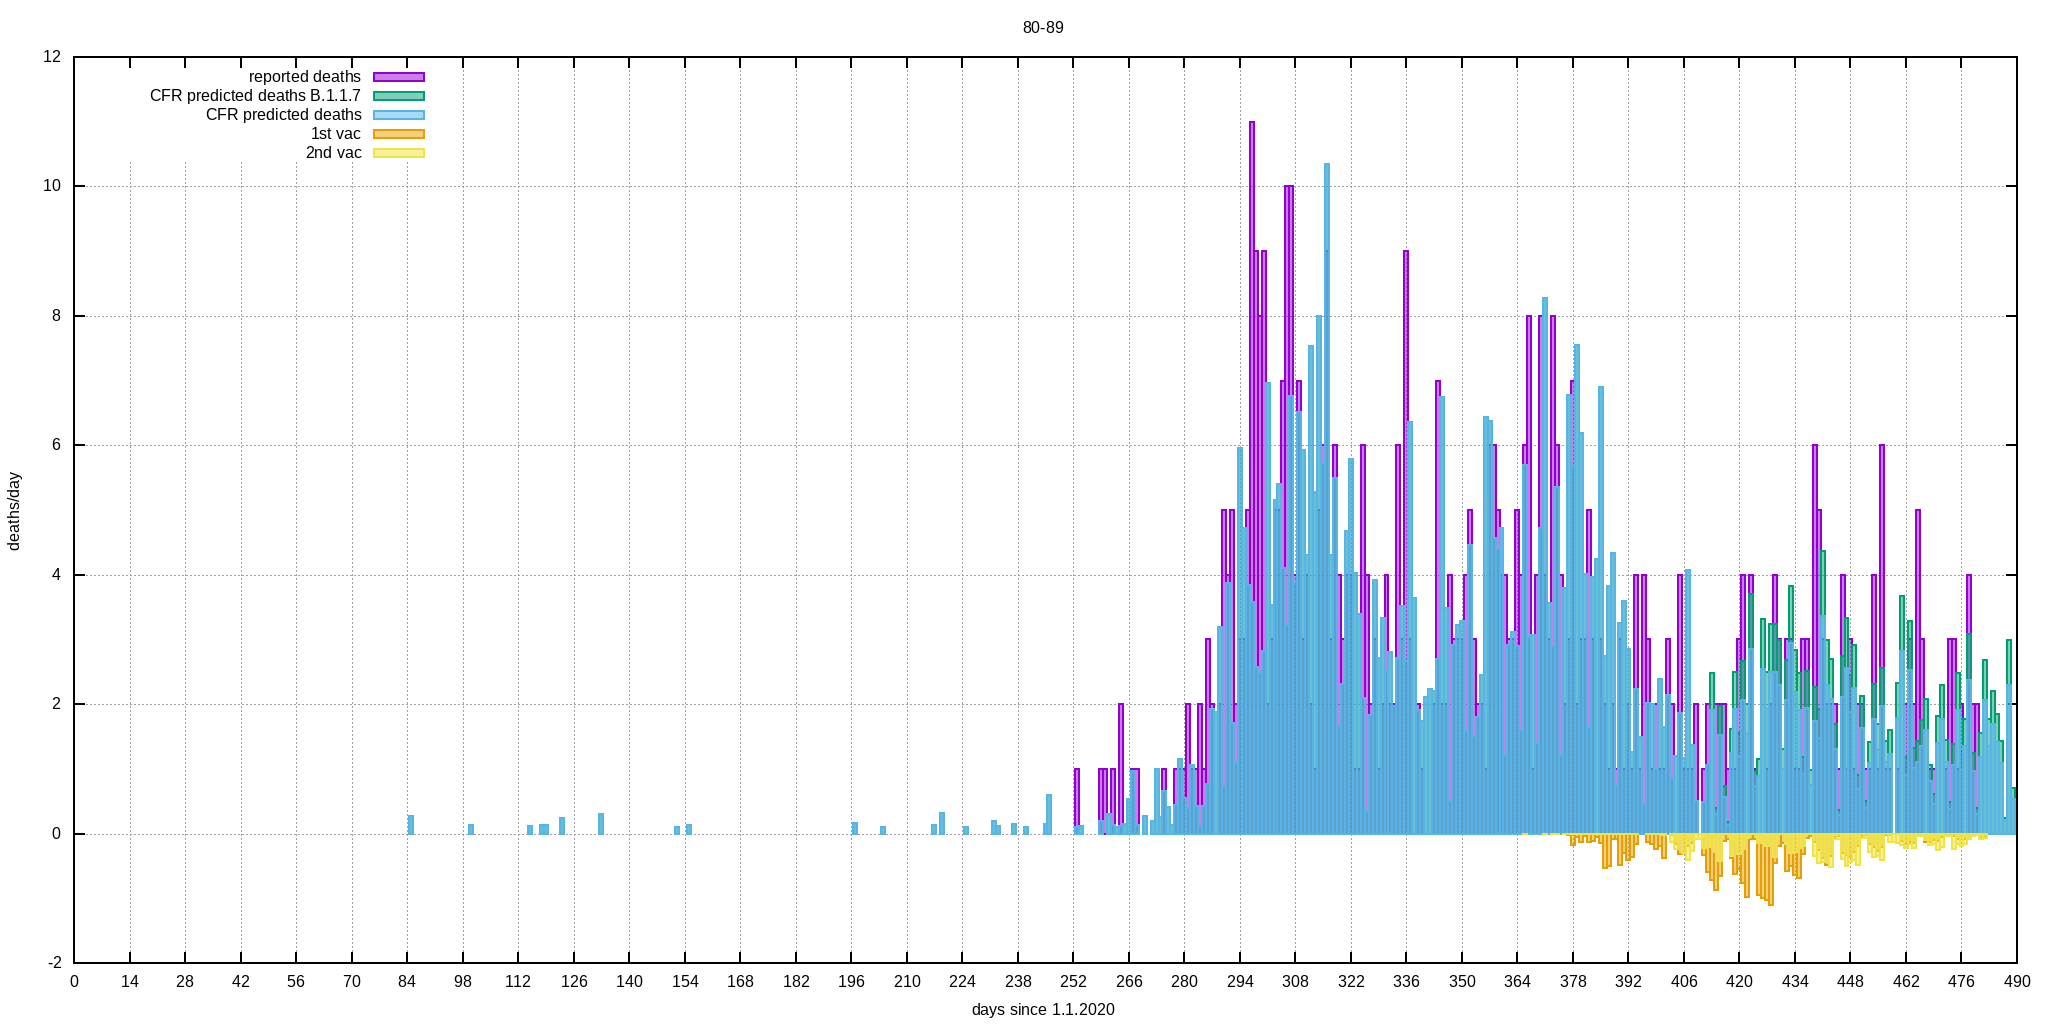 80-89
reported deaths
CFR predicted deaths B.1.1.7
CFR predicted deaths
1st vac
2nd vac
12
10
8
6
4
2
0
-2
deaths/day
0 14 28 42 56 70 84 98 112 126 140 154 168 182 196 210 224 238 252 266 280 294 308 322 336 350 364 378 392 406 420 434 448 462 476 490
days since 1.1.2020